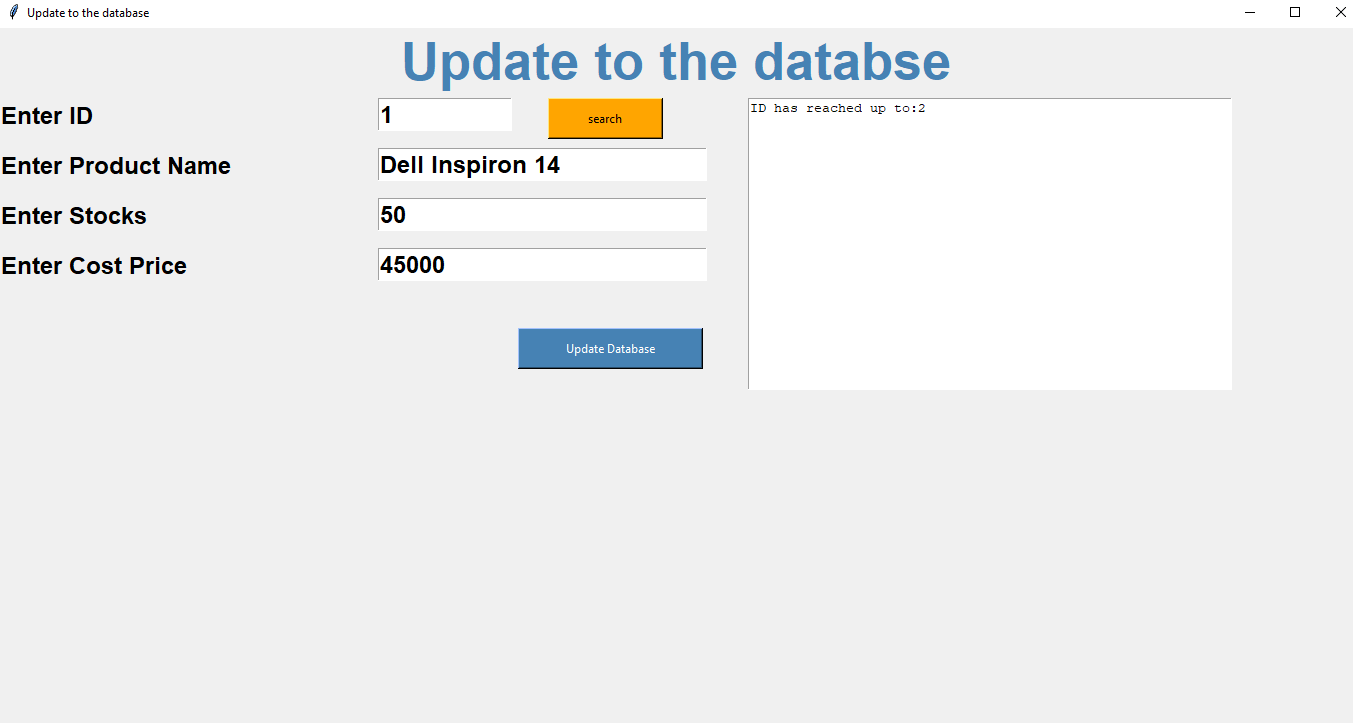 Update to the database
Update to the databse
Enter ID
1
search
ID has reached up to:2
Enter Product Name
Dell Inspiron 14
Enter Stocks
50
Enter Cost Price
45000
Update Database